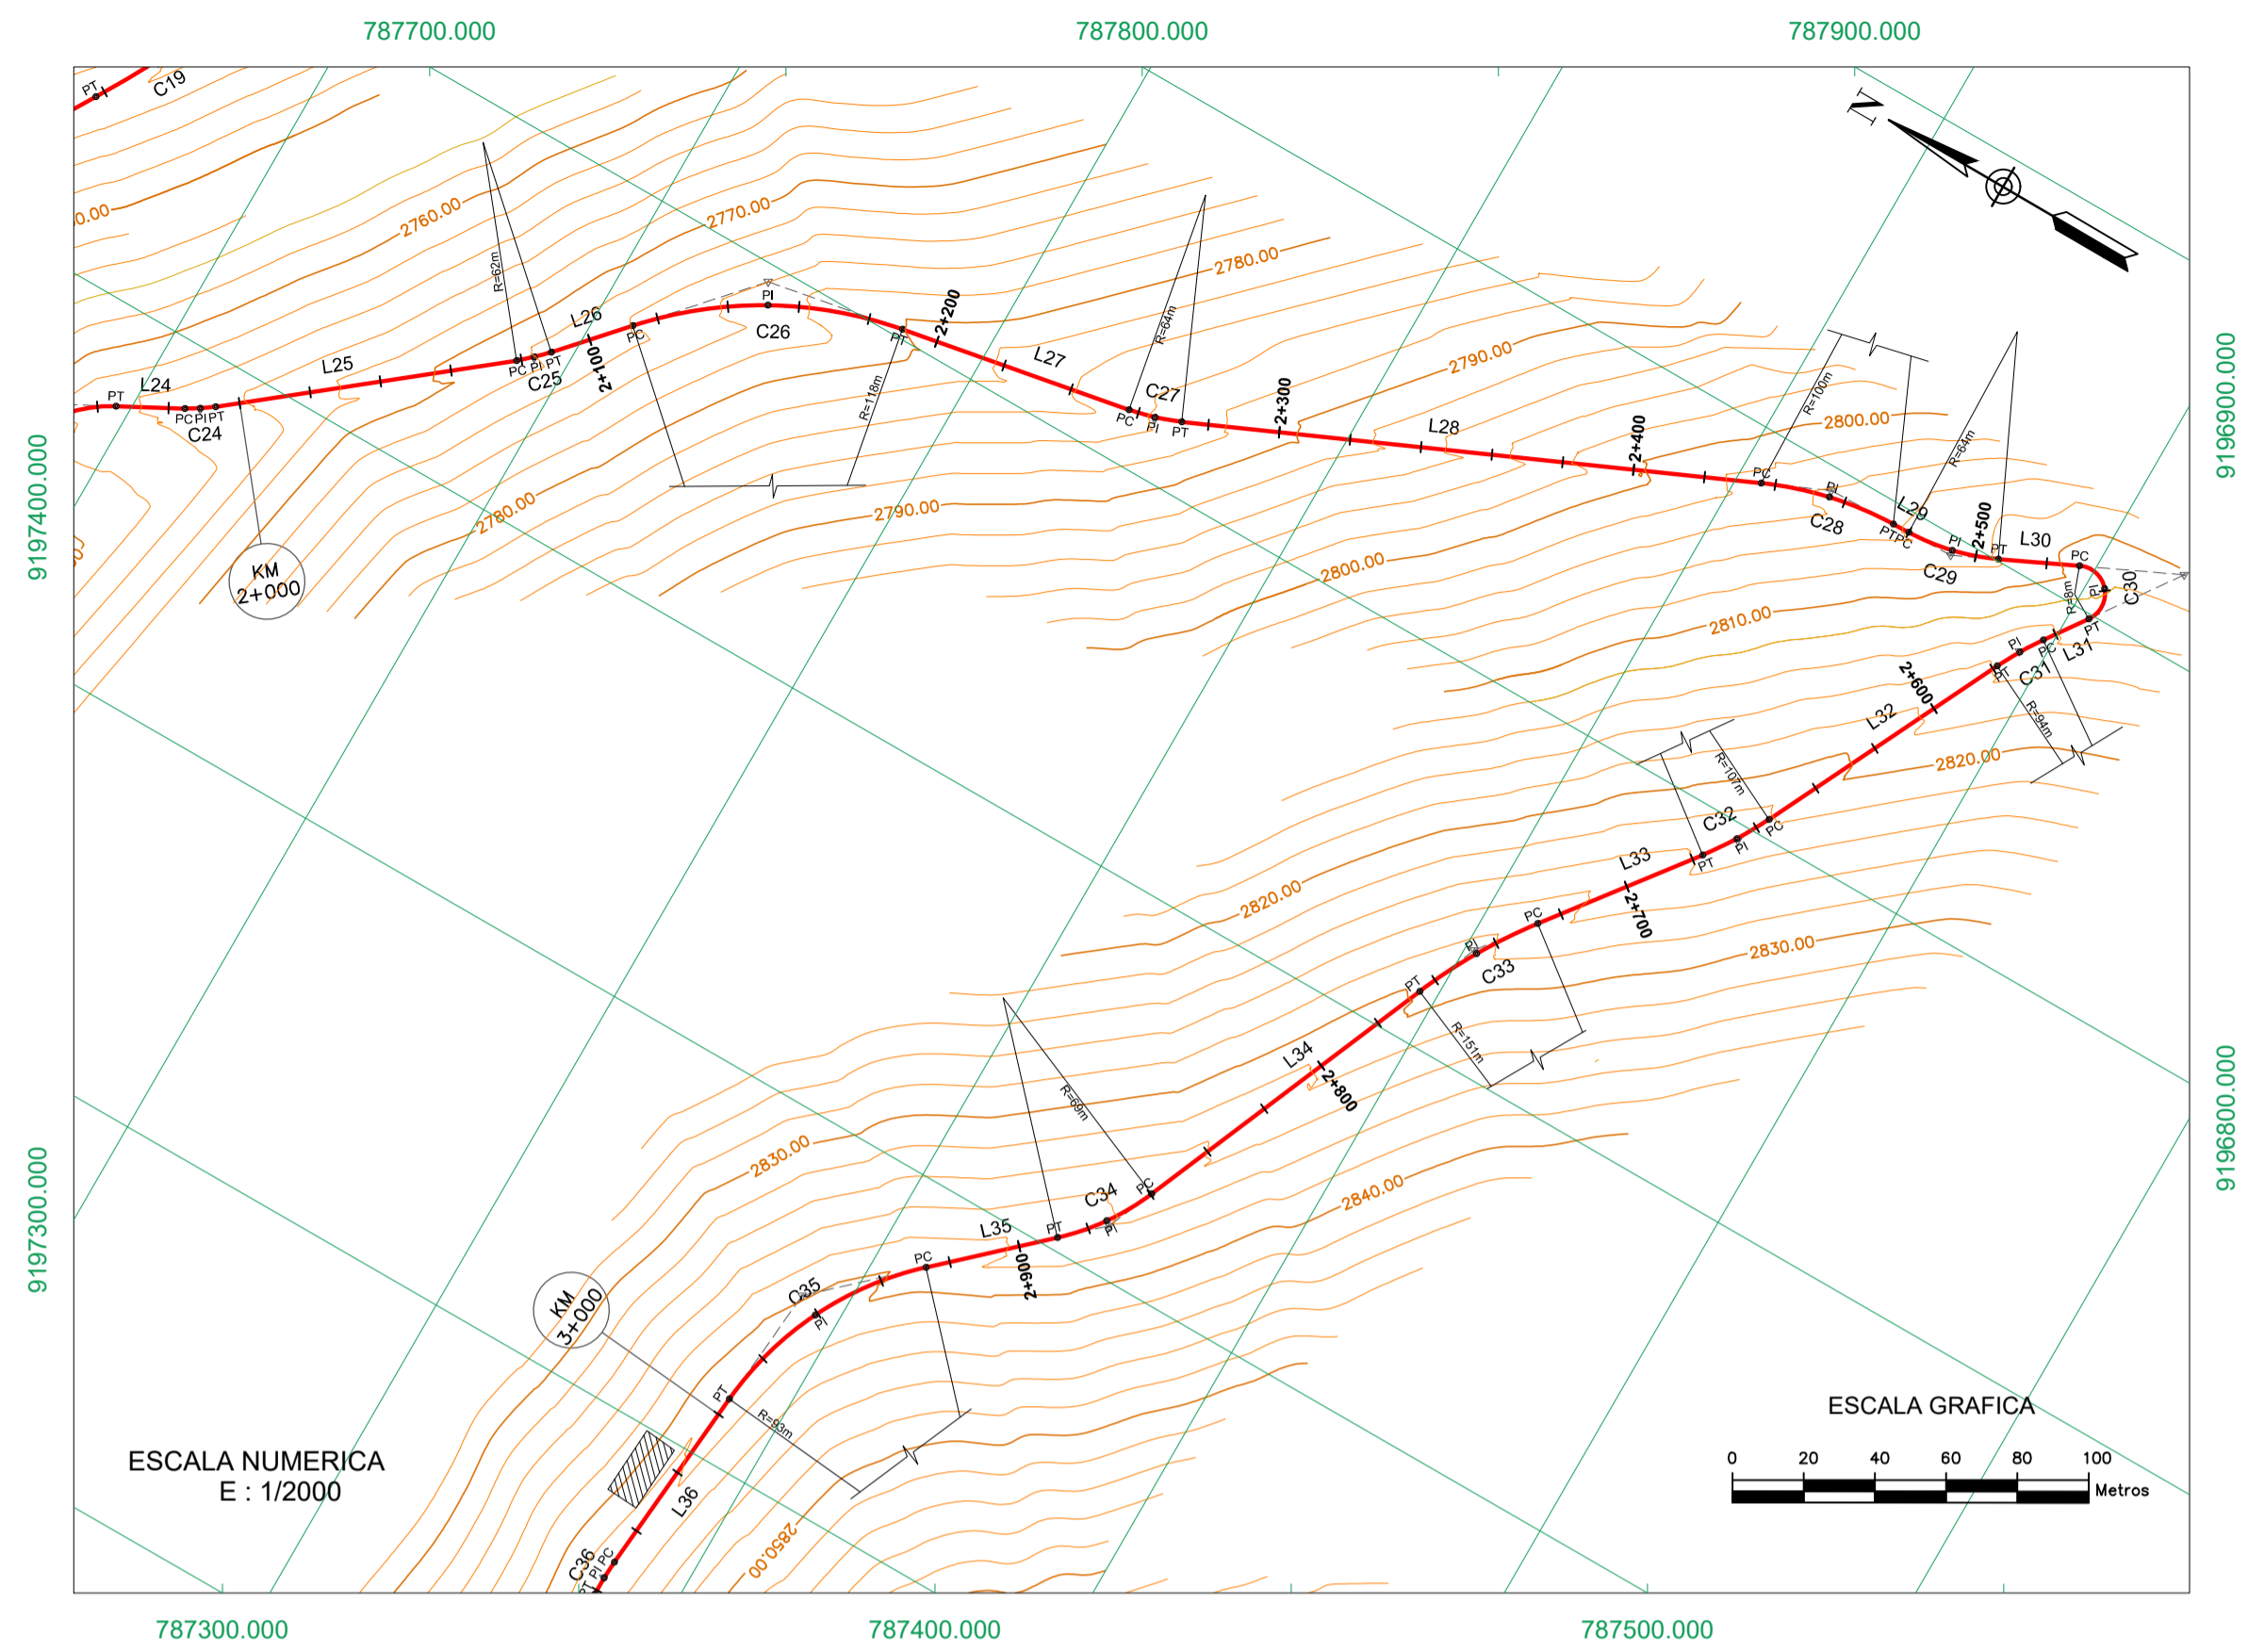 787700.000
787800.000
787900.000
PT
C19
N
0.00
2760.00
2770.00
2780.00
R=62m
R=64m
2790.00
9196900.000
L26
PC
PI
C26
PT
2+200
L25
L27
R=100m
PT
L24
PC
PI
PT
C25
2+100
R=118m
C27
PC
PI
PT
2+300
L28
2+400
2800.00
R=64m
PC
PI
PT
C24
9197400.000
PC
PI
C28
PT
PC
L29
2780.00
2790.00
PI
2+500
PT
L30
C29
PC
KM
2+000
2800.00
R=8m
PI
C30
2810.00
PT
L31
PC
PI
C31
PT
2+600
L32
R=94m
R=107m
2820.00
C32
PC
PI
PT
L33
2820.00
2+700
PC
2830.00
PI
C33
PT
R=151m
L34
2+800
R=69m
9196800.000
2830.00
PC
C34
PI
PT
2840.00
L35
9197300.000
PC
2+900
C35
PI
KM
3+000
PT
R=93m
ESCALA GRAFICA
0 20 40 60 80 100
Metros
ESCALA NUMERICA
E : 1/2000
L36
2850.00
C36
PC
PI
PT
787300.000
787400.000
787500.000